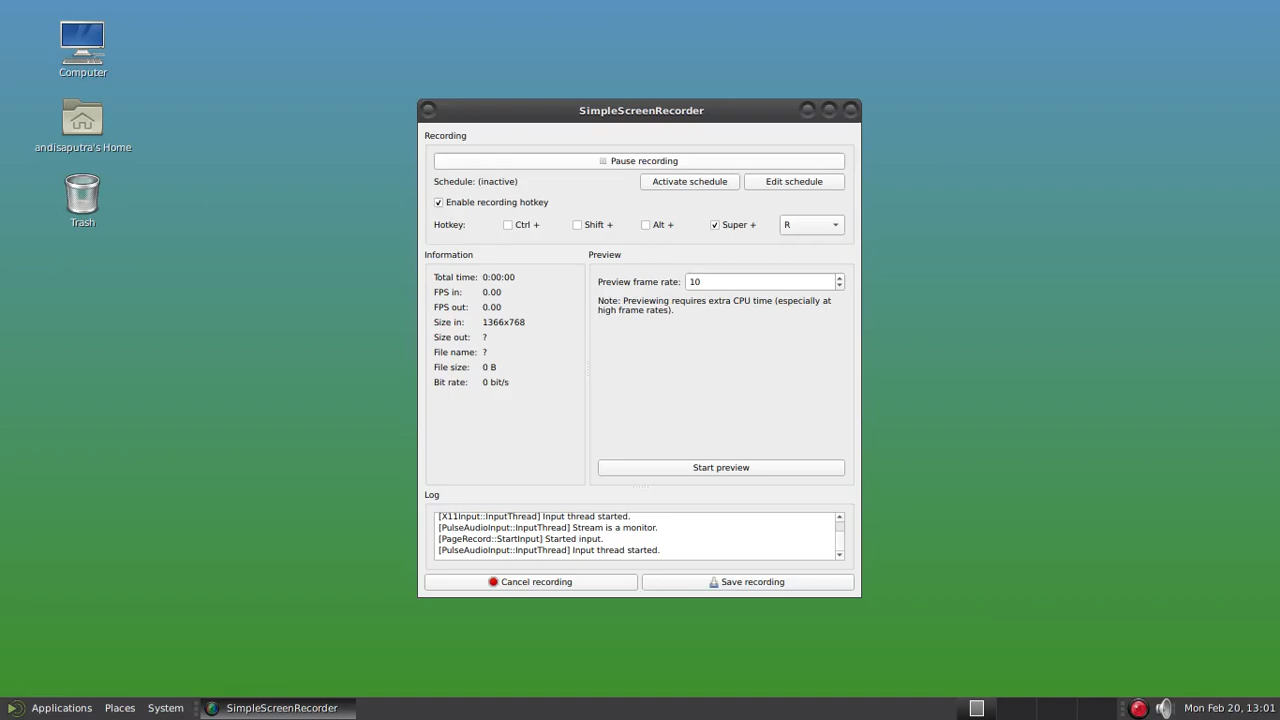 Computer
andisaputra's Home
Trash
SimpleScreenRecorder
Recording
Pause recording
Schedule: (inactive) Activate schedule Edit schedule
Enable recording hotkey
Hotkey: Ctrl + Shift + Alt + Super + R
Information
Total time: 0:00:00
FPS in: 0.00
FPS out: 0.00
Size in: 1366x768
Size out: ?
File name: ?
File size: 0 B
Bit rate: 0 bit/s
Preview
Preview frame rate: 10
Note: Previewing requires extra CPU time (especially at
high frame rates).
Start preview
Log
[X11Input::InputThread] Input thread started.
[PulseAudioInput::InputThread] Stream is a monitor.
[PageRecord::StartInput] Started input.
[PulseAudioInput::InputThread] Input thread started.
Cancel recording Save recording
Applications Places System SimpleScreenRecorder Mon Feb 20, 13:01